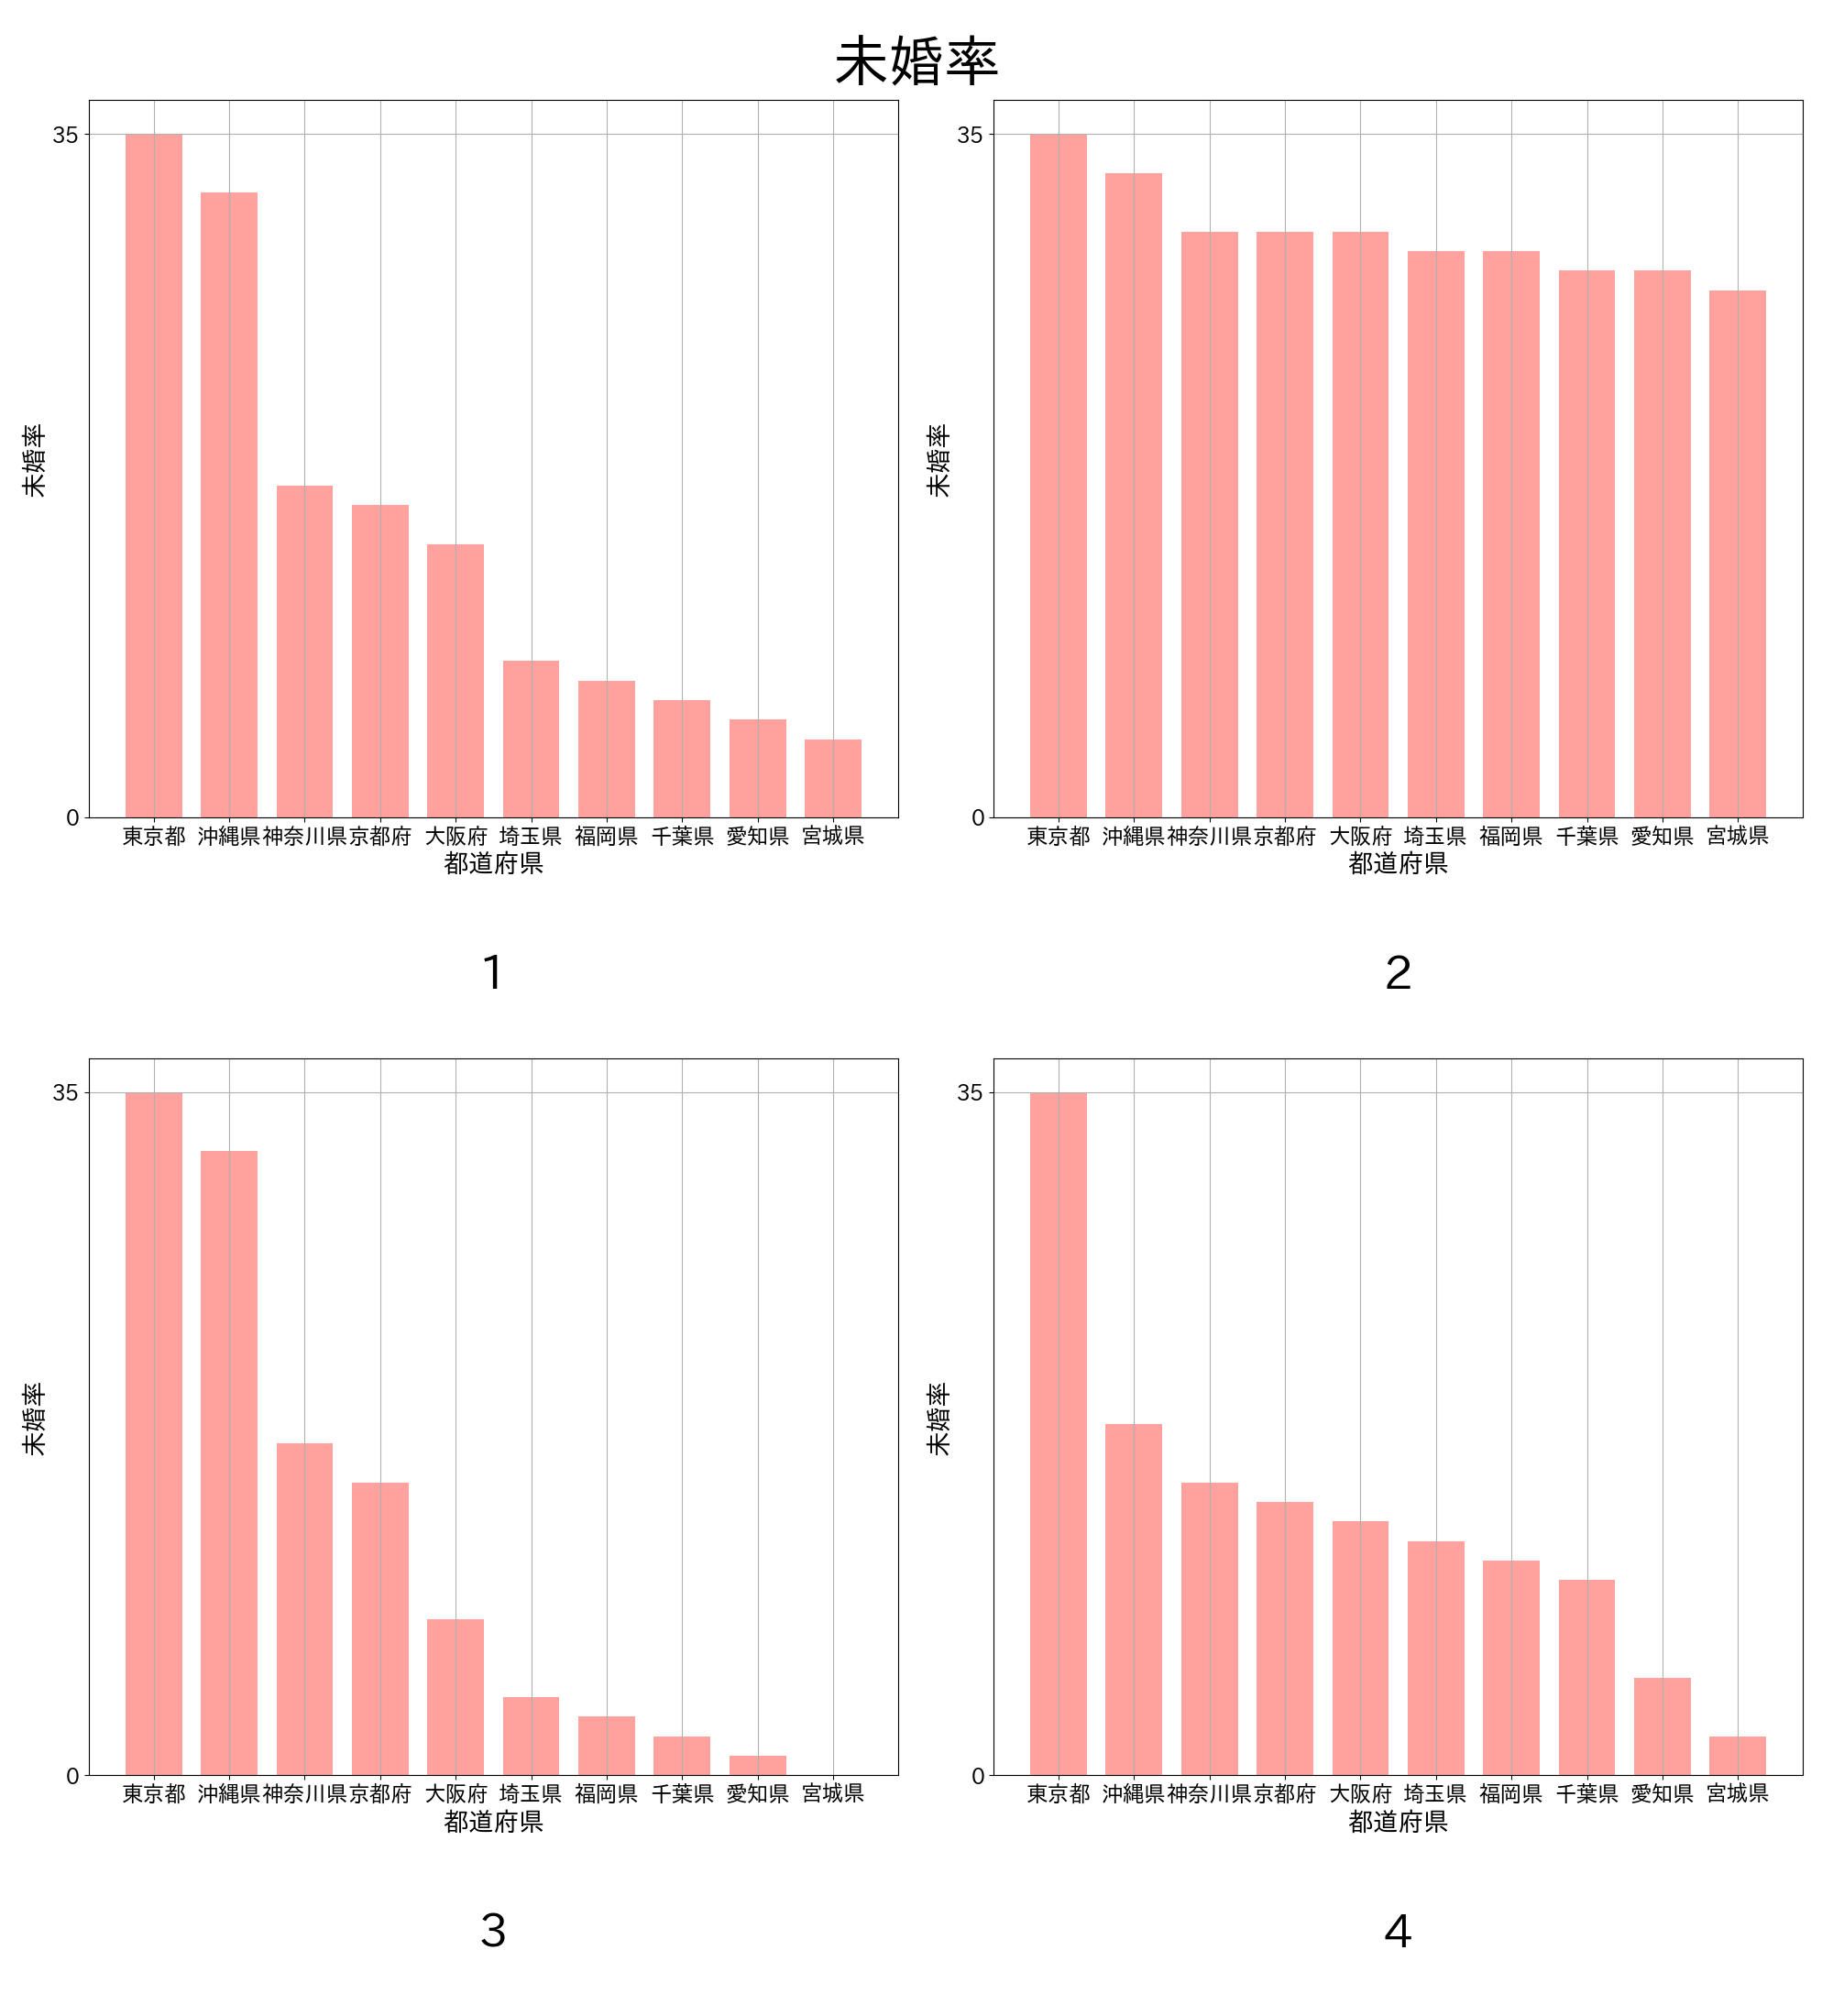 未婚率
35
0
未婚率
東京都 沖縄県 神奈川県 京都府 大阪府 埼玉県 福岡県 千葉県 愛知県 宮城県
都道府県
1
35
0
未婚率
東京都 沖縄県 神奈川県 京都府 大阪府 埼玉県 福岡県 千葉県 愛知県 宮城県
都道府県
2
35
0
未婚率
東京都 沖縄県 神奈川県 京都府 大阪府 埼玉県 福岡県 千葉県 愛知県 宮城県
都道府県
3
35
0
未婚率
東京都 沖縄県 神奈川県 京都府 大阪府 埼玉県 福岡県 千葉県 愛知県 宮城県
都道府県
4